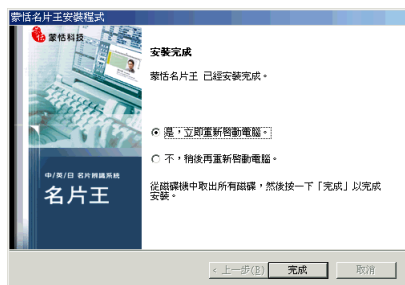 蒙恬名片王安裝程式
蒙恬科技
安裝完成
蒙恬名片王 已經安裝完成。
是，立即重新啟動電腦。
不，稍後再重新啟動電腦。
中/英/日 名片辨識系統
名片王
從磁碟機中取出所有磁碟，然後按一下「完成」以完成
安裝。
< 上一步(B)
完成
取消